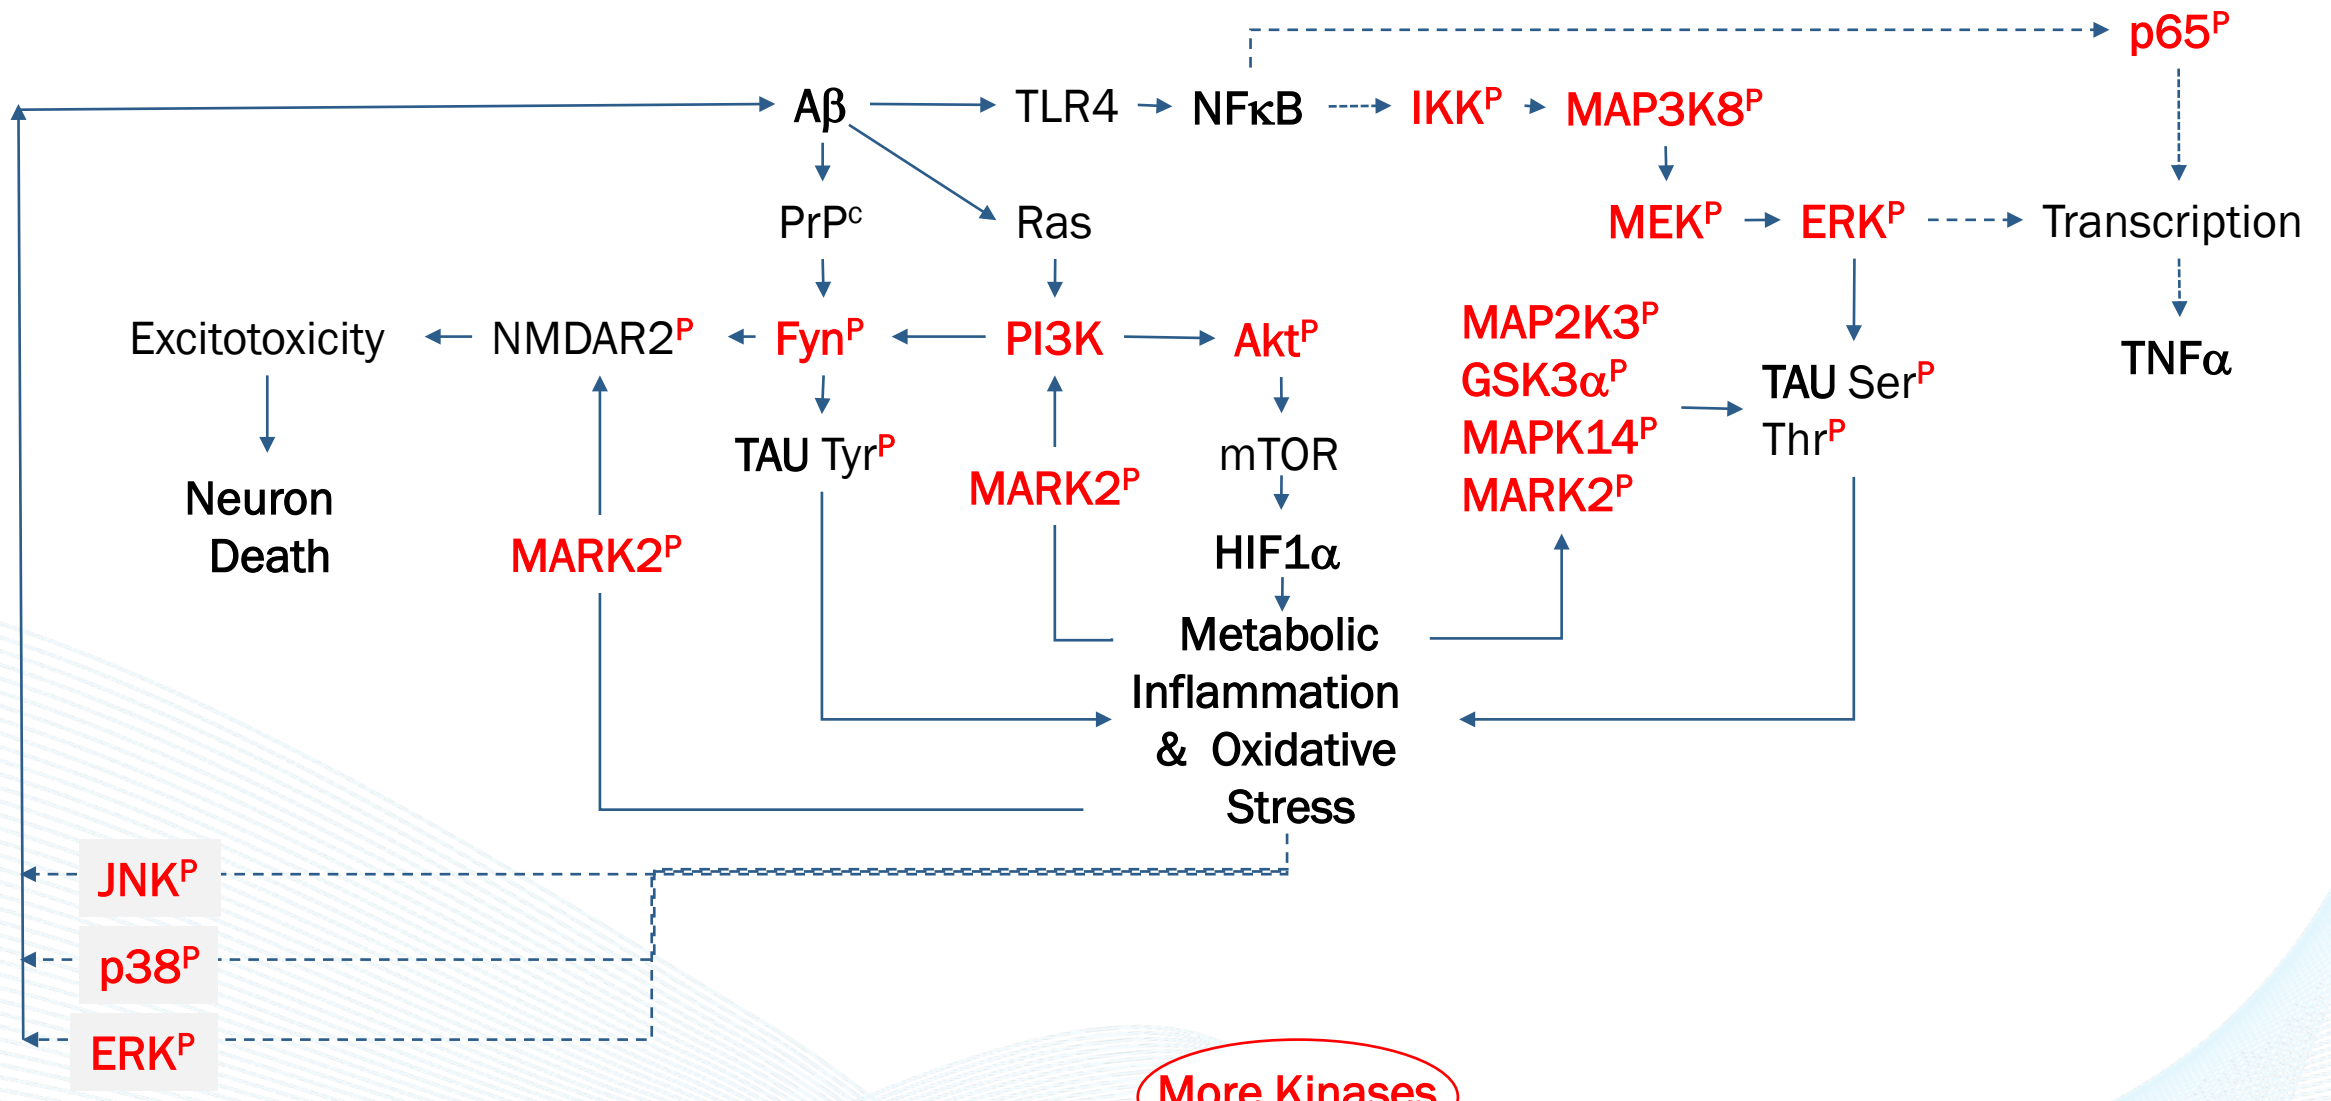 p65ᴾ
Aβ TLR4 NFκB IKKᴾ MAP3K8ᴾ
PrPᶜ Ras MEKᴾ ERKᴾ Transcription
Excitotoxicity NMDAR2ᴾ Fynᴾ PI3K Aktᴾ
MAP2K3ᴾ
GSK3αᴾ
MAPK14ᴾ
MARK2ᴾ
TAU Serᴾ
Thrᴾ
TNFα
TAU Tyrᴾ
MARK2ᴾ
mTOR
Neuron
Death
MARK2ᴾ
HIF1α
Metabolic
Inflammation
& Oxidative
Stress
JNKᴾ
p38ᴾ
ERKᴾ
More Kinases